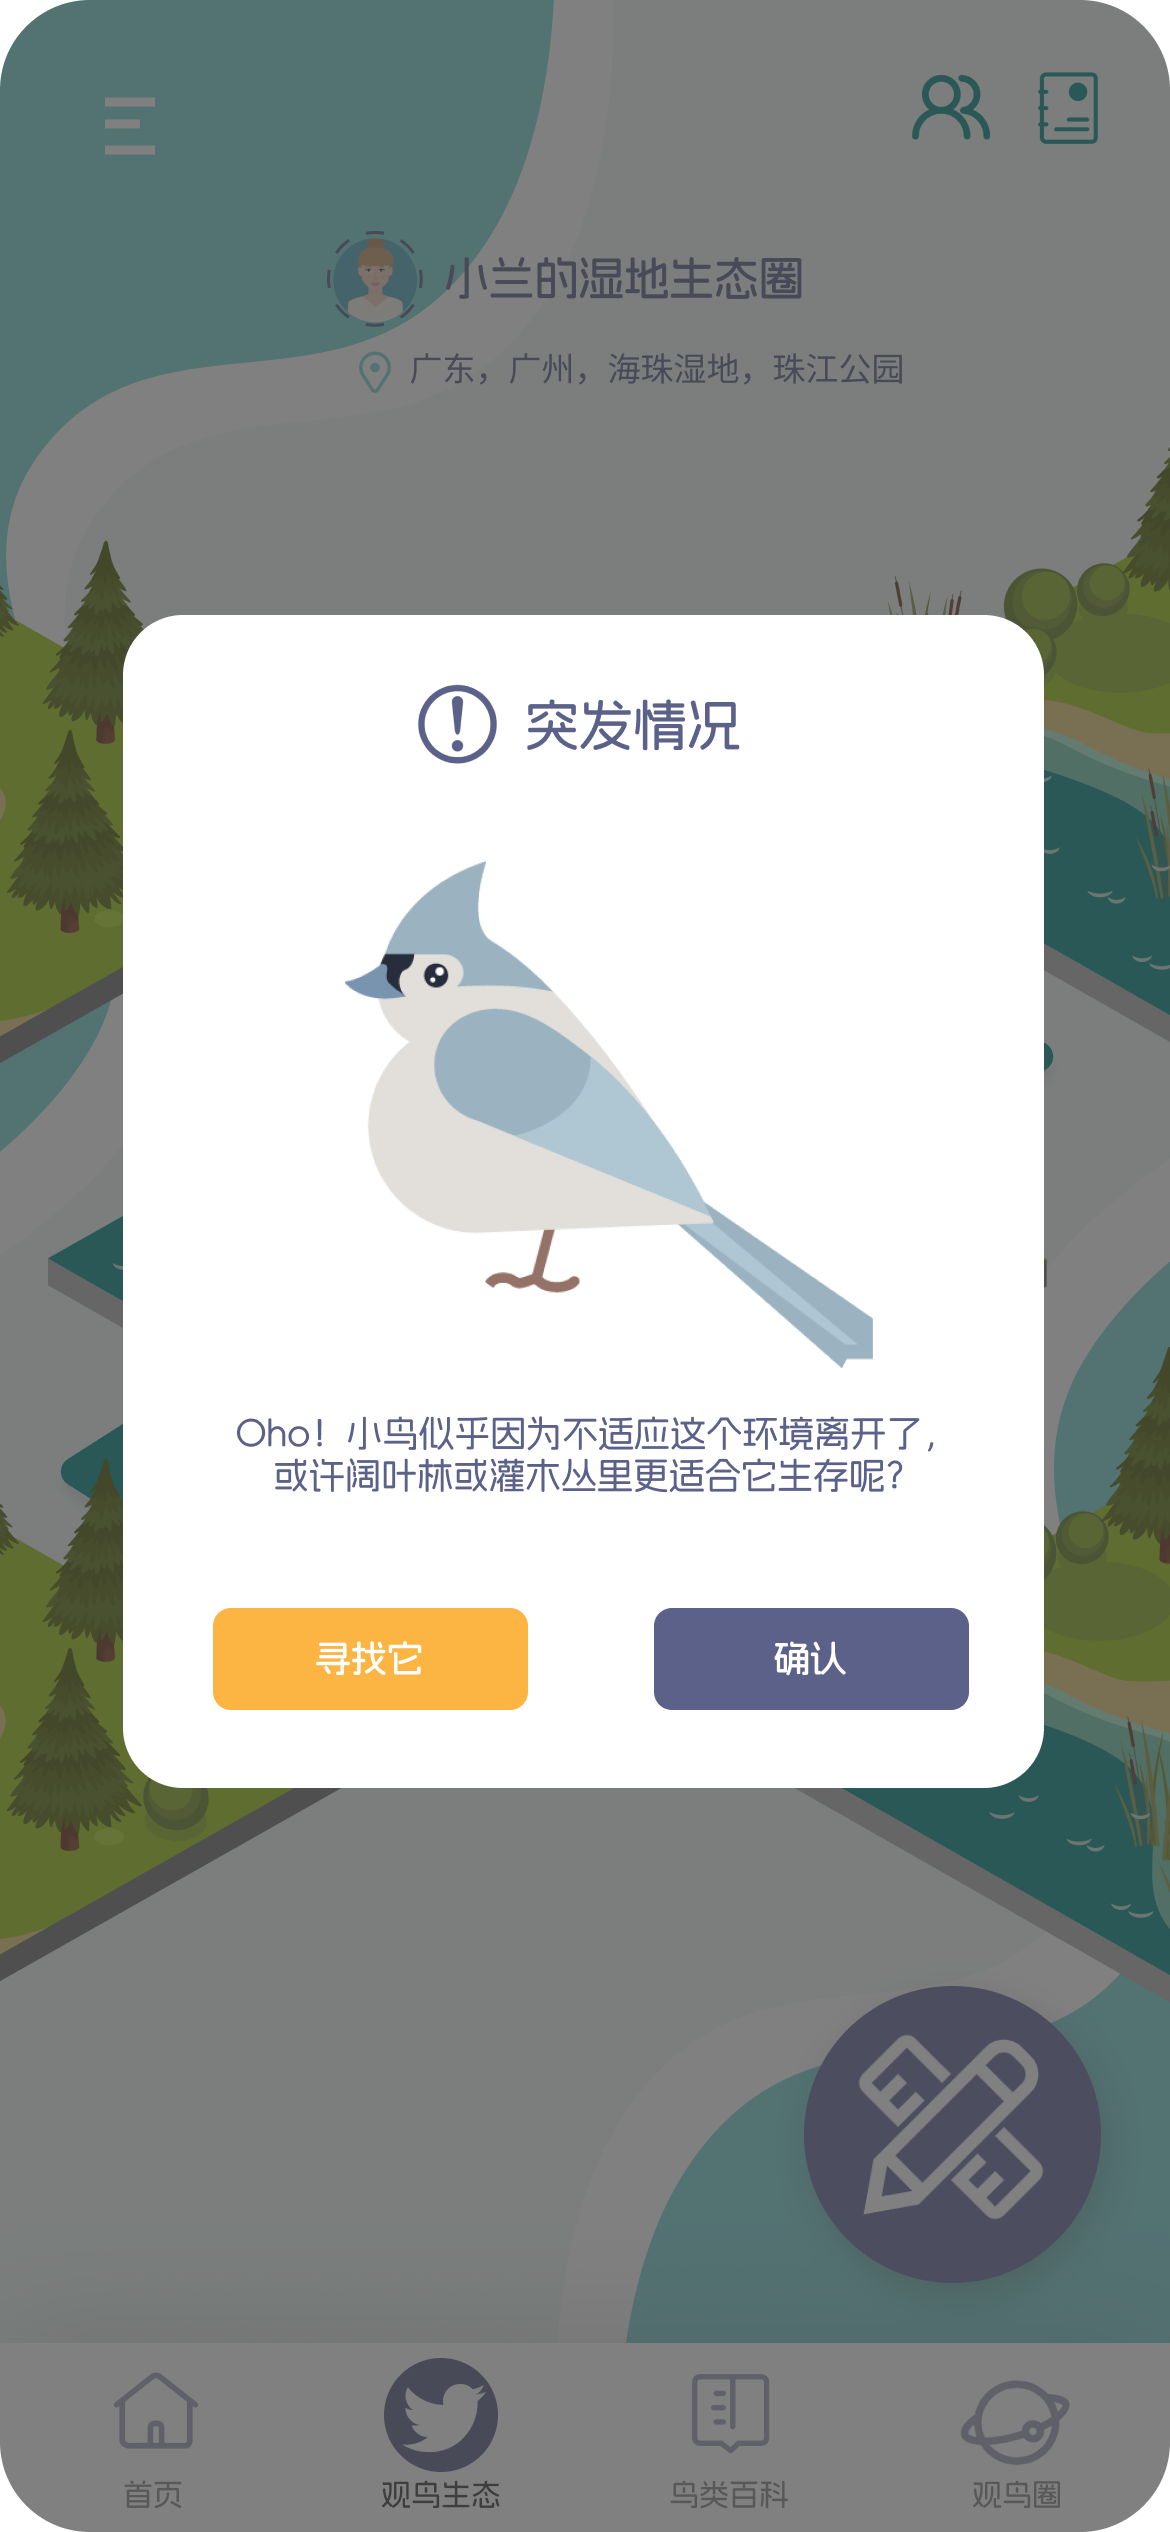 小兰的湿地生态圈
广东，广州，海珠湿地，珠江公园
突发情况
Oho！小鸟似乎因为不适应这个环境离开了，
或许阔叶林或灌木丛里更适合它生存呢？
寻找它
确认
首页
观鸟生态
鸟类百科
观鸟圈